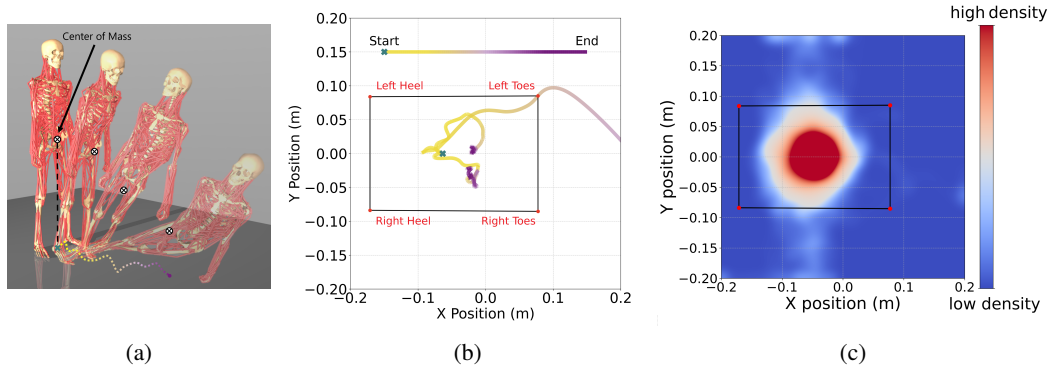 Center of Mass
(a)
0.20
0.15
0.10
0.05
0.00
−0.05
−0.10
−0.15
−0.20
Y Position (m)
Start
End
Left Heel
Left Toes
Right Heel
Right Toes
−0.2
−0.1
0.0
0.1
0.2
X Position (m)
(b)
0.20
0.15
0.10
0.05
0.00
−0.05
−0.10
−0.15
−0.20
Y position (m)
−0.2
−0.1
0.0
0.1
0.2
X position (m)
high density
low density
(c)